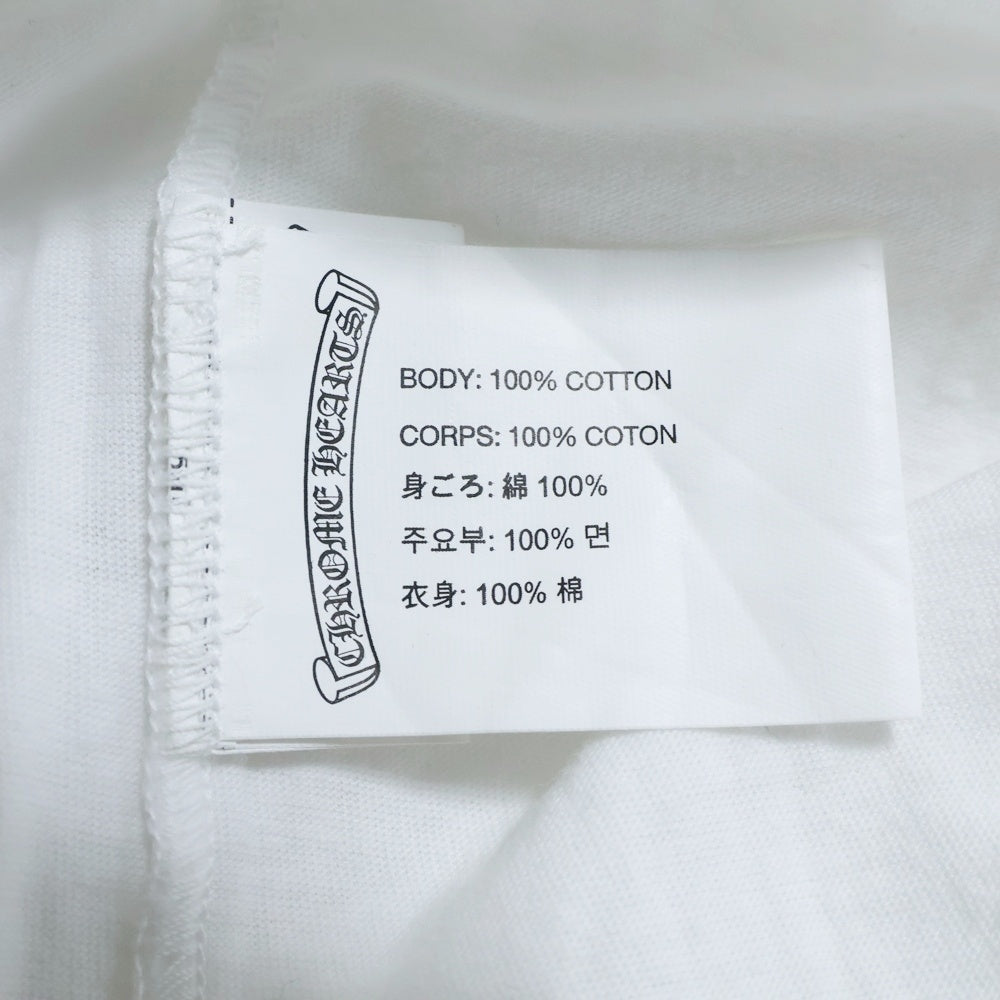 CHROME HEARTS
BODY: 100% COTTON
CORPS: 100% COTON
身ごろ: 綿 100%
주요부: 100% 면
衣身: 100% 棉